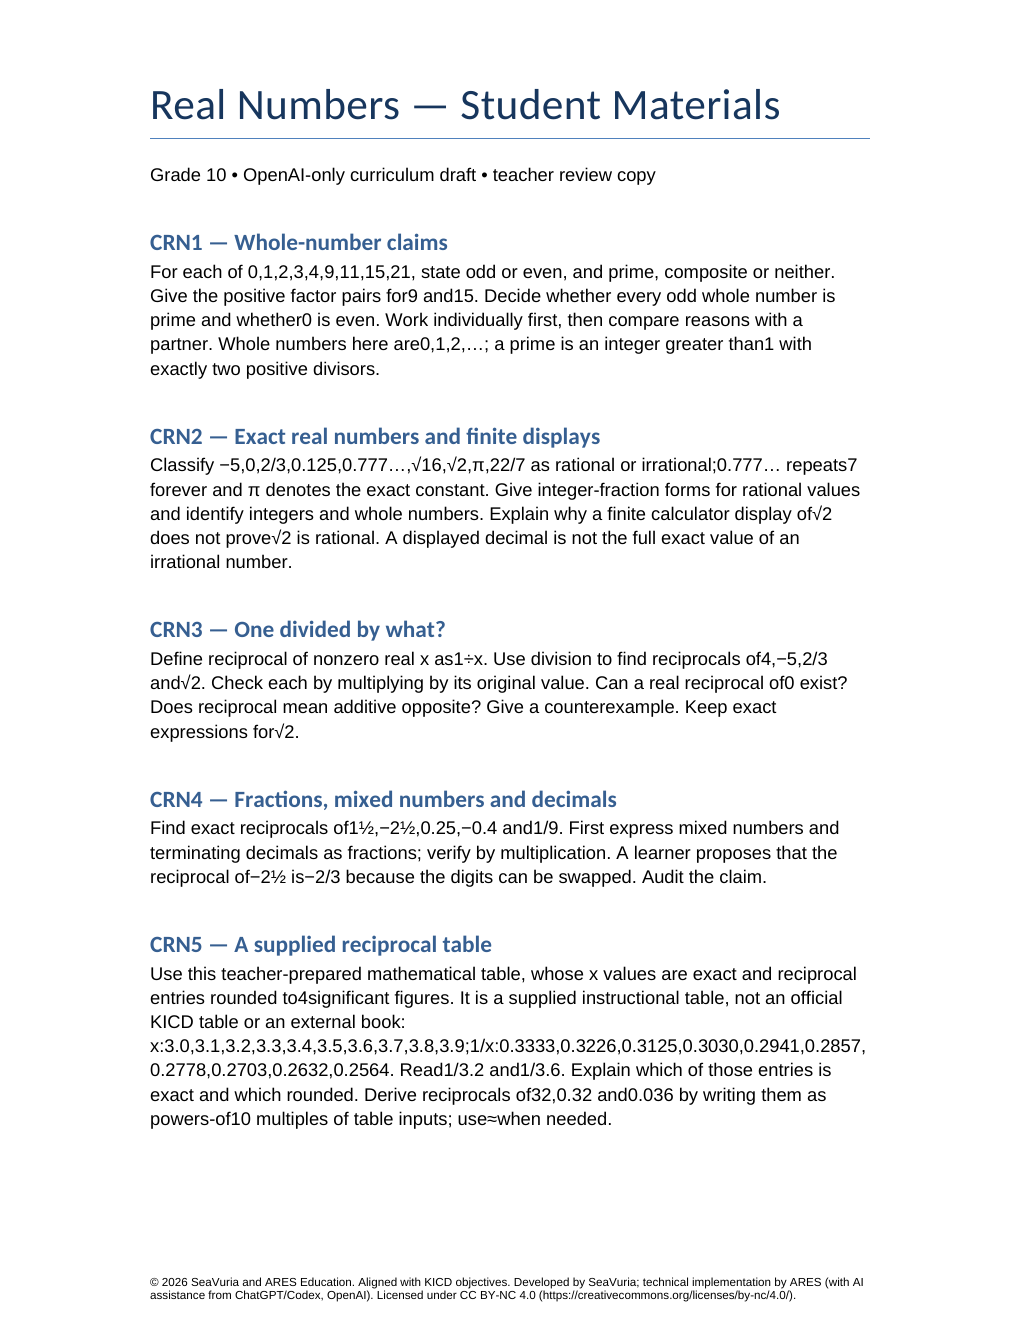 Real Numbers — Student Materials
Grade 10 • OpenAI-only curriculum draft • teacher review copy
CRN1 — Whole-number claims
For each of 0,1,2,3,4,9,11,15,21, state odd or even, and prime, composite or neither.
Give the positive factor pairs for9 and15. Decide whether every odd whole number is
prime and whether0 is even. Work individually first, then compare reasons with a
partner. Whole numbers here are0,1,2,…; a prime is an integer greater than1 with
exactly two positive divisors.
CRN2 — Exact real numbers and finite displays
Classify −5,0,2/3,0.125,0.777…,√16,√2,π,22/7 as rational or irrational;0.777… repeats7
forever and π denotes the exact constant. Give integer-fraction forms for rational values
and identify integers and whole numbers. Explain why a finite calculator display of√2
does not prove√2 is rational. A displayed decimal is not the full exact value of an
irrational number.
CRN3 — One divided by what?
Define reciprocal of nonzero real x as1÷x. Use division to find reciprocals of4,−5,2/3
and√2. Check each by multiplying by its original value. Can a real reciprocal of0 exist?
Does reciprocal mean additive opposite? Give a counterexample. Keep exact
expressions for√2.
CRN4 — Fractions, mixed numbers and decimals
Find exact reciprocals of1½,−2½,0.25,−0.4 and1/9. First express mixed numbers and
terminating decimals as fractions; verify by multiplication. A learner proposes that the
reciprocal of−2½ is−2/3 because the digits can be swapped. Audit the claim.
CRN5 — A supplied reciprocal table
Use this teacher-prepared mathematical table, whose x values are exact and reciprocal
entries rounded to4significant figures. It is a supplied instructional table, not an official
KICD table or an external book:
x:3.0,3.1,3.2,3.3,3.4,3.5,3.6,3.7,3.8,3.9;1/x:0.3333,0.3226,0.3125,0.3030,0.2941,0.2857,
0.2778,0.2703,0.2632,0.2564. Read1/3.2 and1/3.6. Explain which of those entries is
exact and which rounded. Derive reciprocals of32,0.32 and0.036 by writing them as
powers-of10 multiples of table inputs; use≈when needed.
© 2026 SeaVuria and ARES Education. Aligned with KICD objectives. Developed by SeaVuria; technical implementation by ARES (with AI
assistance from ChatGPT/Codex, OpenAI). Licensed under CC BY-NC 4.0 (https://creativecommons.org/licenses/by-nc/4.0/).